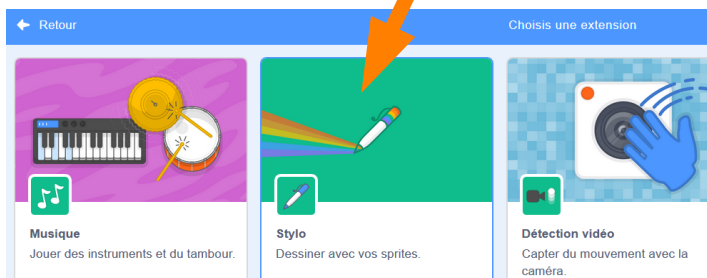 Retour
Choisis une extension
Musique
Jouer des instruments et du tambour.
Stylo
Dessiner avec vos sprites.
Détection vidéo
Capter du mouvement avec la
caméra.